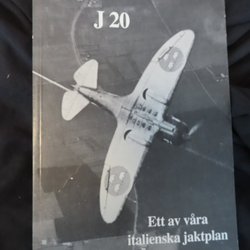 J 20
Ett av våra
italienska jaktplan